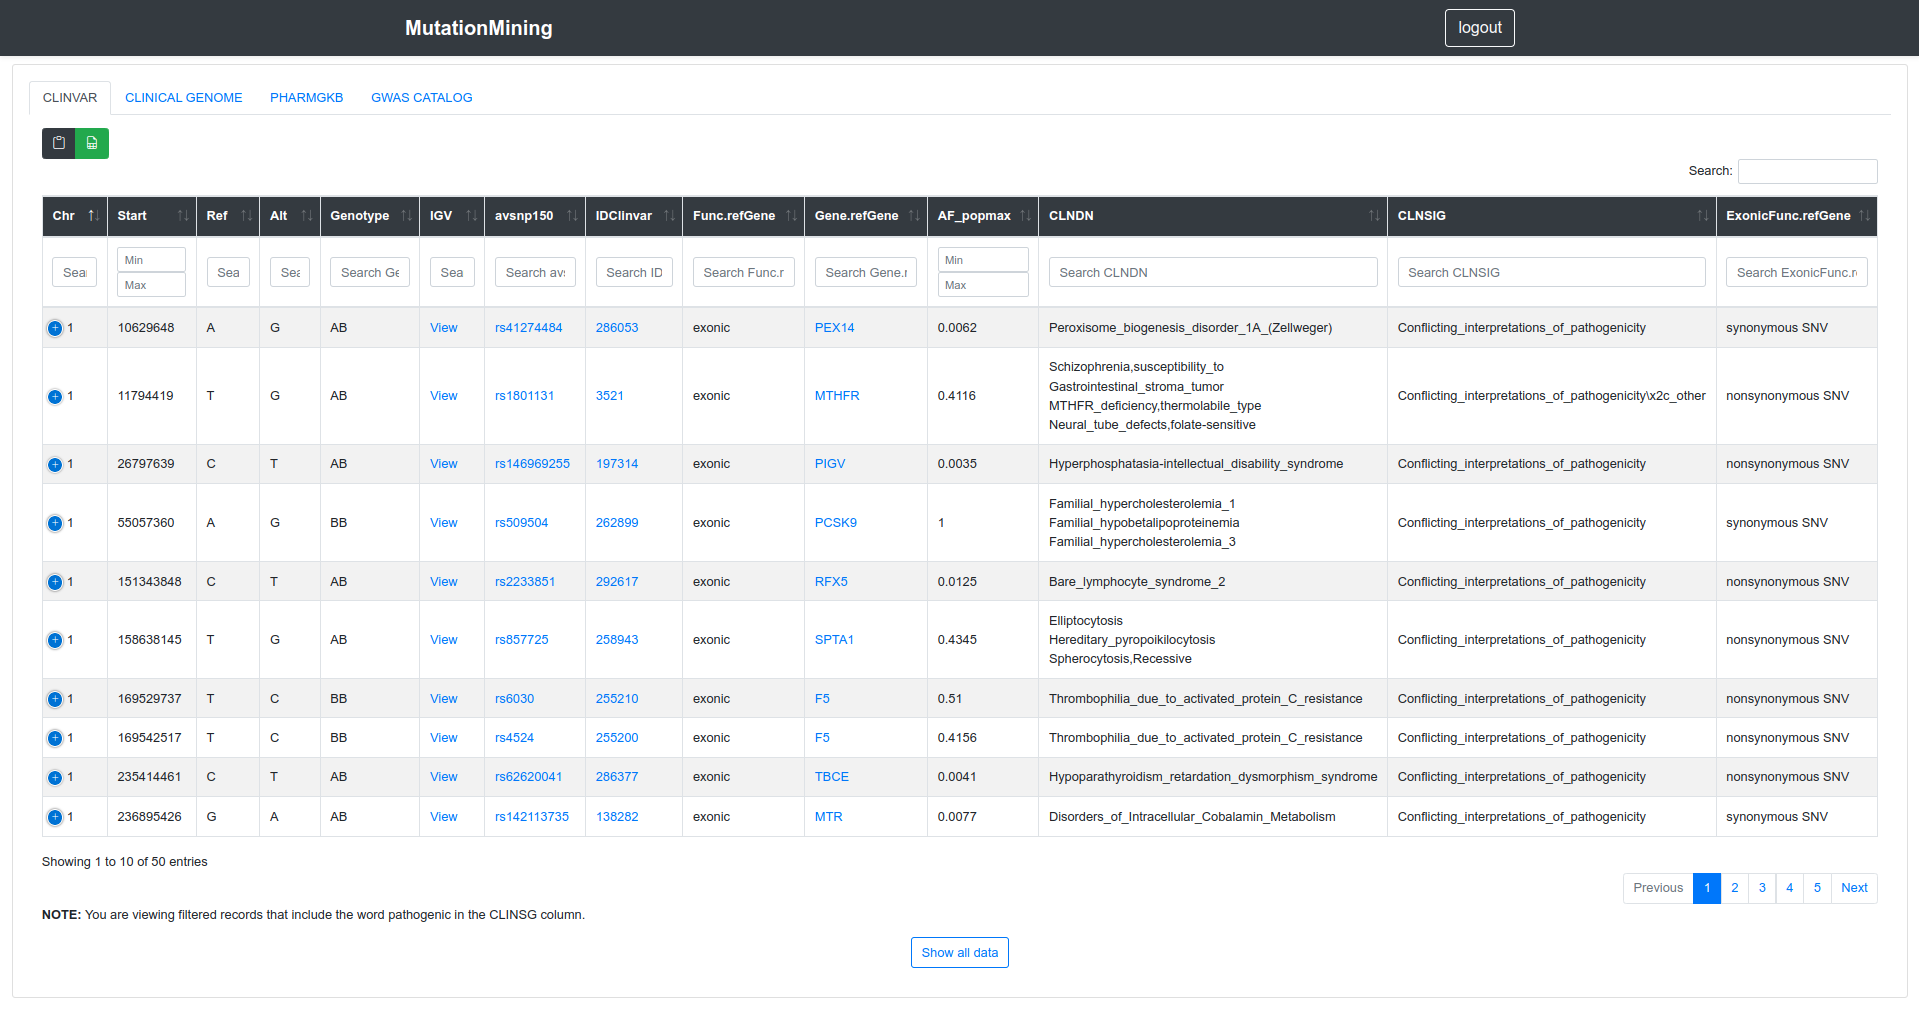 MutationMining
logout
CLINVAR CLINICAL GENOME PHARMGKB GWAS CATALOG
Search:
Chr Start Ref Alt Genotype IGV avsnp150 IDClinvar Func.refGene Gene.refGene AF_popmax CLNDN CLNSIG ExonicFunc.refGene
Min Min
Sea Sea Sea Search Ge Sea Search av Search ID Search Func.r Search Gene.r Search CLNDN Search CLNSIG Search ExonicFunc.r
Max Max
1 10629648 A G AB View rs41274484 286053 exonic PEX14 0.0062 Peroxisome_biogenesis_disorder_1A_(Zellweger) Conflicting_interpretations_of_pathogenicity synonymous SNV
Schizophrenia,susceptibility_to
Gastrointestinal_stroma_tumor
1 11794419 T G AB View rs1801131 3521 exonic MTHFR 0.4116 Conflicting_interpretations_of_pathogenicity\x2c_other nonsynonymous SNV
MTHFR_deficiency,thermolabile_type
Neural_tube_defects,folate-sensitive
1 26797639 C T AB View rs146969255 197314 exonic PIGV 0.0035 Hyperphosphatasia-intellectual_disability_syndrome Conflicting_interpretations_of_pathogenicity nonsynonymous SNV
Familial_hypercholesterolemia_1
1 55057360 A G BB View rs509504 262899 exonic PCSK9 1 Familial_hypobetalipoproteinemia Conflicting_interpretations_of_pathogenicity synonymous SNV
Familial_hypercholesterolemia_3
1 151343848 C T AB View rs2233851 292617 exonic RFX5 0.0125 Bare_lymphocyte_syndrome_2 Conflicting_interpretations_of_pathogenicity nonsynonymous SNV
Elliptocytosis
1 158638145 T G AB View rs857725 258943 exonic SPTA1 0.4345 Hereditary_pyropoikilocytosis Conflicting_interpretations_of_pathogenicity nonsynonymous SNV
Spherocytosis,Recessive
1 169529737 T C BB View rs6030 255210 exonic F5 0.51 Thrombophilia_due_to_activated_protein_C_resistance Conflicting_interpretations_of_pathogenicity nonsynonymous SNV
1 169542517 T C BB View rs4524 255200 exonic F5 0.4156 Thrombophilia_due_to_activated_protein_C_resistance Conflicting_interpretations_of_pathogenicity nonsynonymous SNV
1 235414461 C T AB View rs62620041 286377 exonic TBCE 0.0041 Hypoparathyroidism_retardation_dysmorphism_syndrome Conflicting_interpretations_of_pathogenicity nonsynonymous SNV
1 236895426 G A AB View rs142113735 138282 exonic MTR 0.0077 Disorders_of_Intracellular_Cobalamin_Metabolism Conflicting_interpretations_of_pathogenicity synonymous SNV
Showing 1 to 10 of 50 entries
Previous 1 2 3 4 5 Next
NOTE: You are viewing filtered records that include the word pathogenic in the CLINSG column.
Show all data